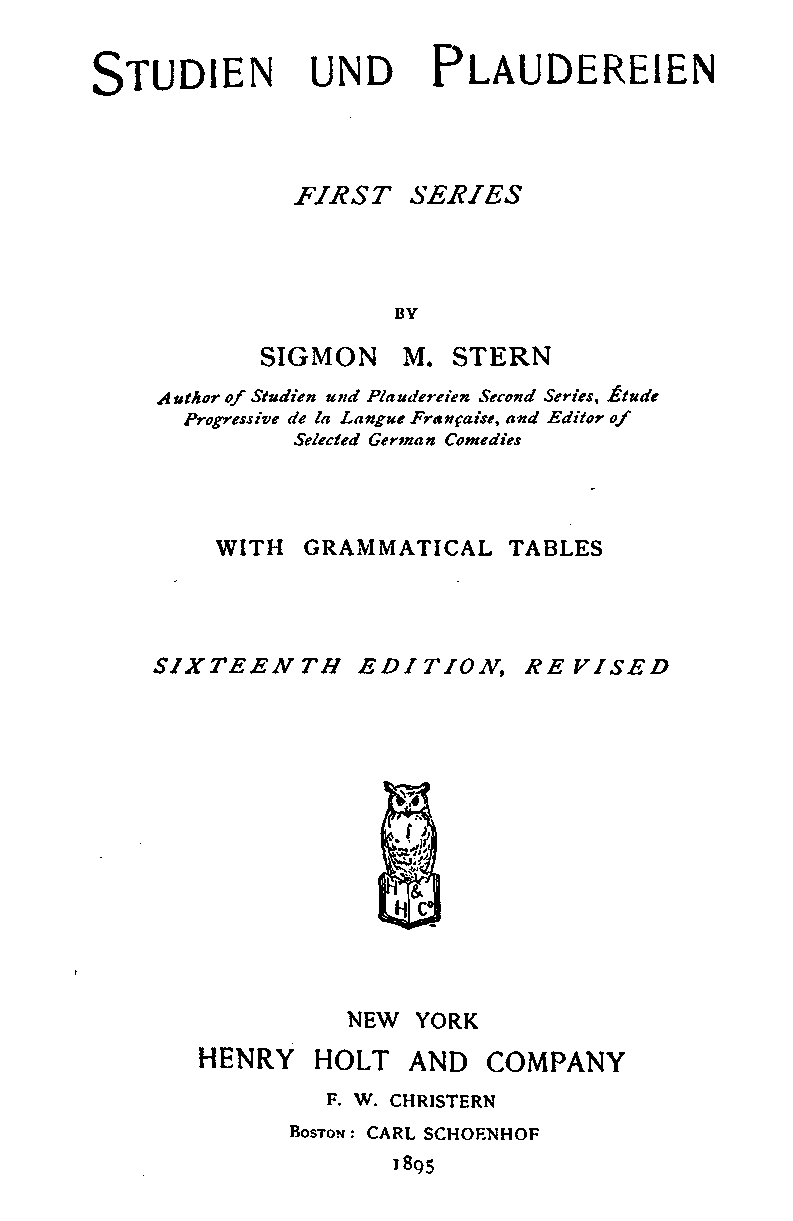 STUDIEN UND PLAUDEREIEN
FIRST SERIES
BY
SIGMON M. STERN
Author of Studien und Plaudereien Second Series, Étude
Progressive de la Langue Française, and Editor of
Selected German Comedies
WITH GRAMMATICAL TABLES
SIXTEENTH EDITION, REVISED
H &
H Co
NEW YORK
HENRY HOLT AND COMPANY
F. W. CHRISTERN
BOSTON: CARL SCHOENHOF
1895